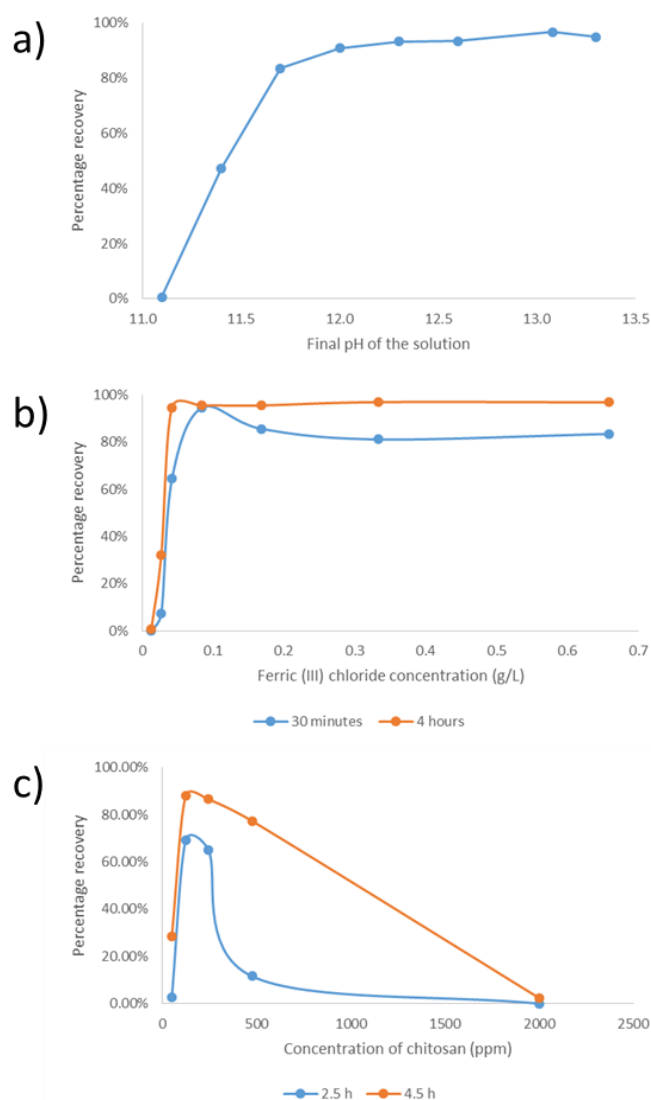 a)
Percentage recovery
100%
80%
60%
40%
20%
0%
11.0 11.5 12.0 12.5 13.0 13.5
Final pH of the solution
b)
Percentage recovery
100%
80%
60%
40%
20%
0%
0 0.1 0.2 0.3 0.4 0.5 0.6 0.7
Ferric (III) chloride concentration (g/L)
30 minutes 4 hours
c)
Percentage recovery
100.00%
80.00%
60.00%
40.00%
20.00%
0.00%
0 500 1000 1500 2000 2500
Concentration of chitosan (ppm)
2.5 h 4.5 h